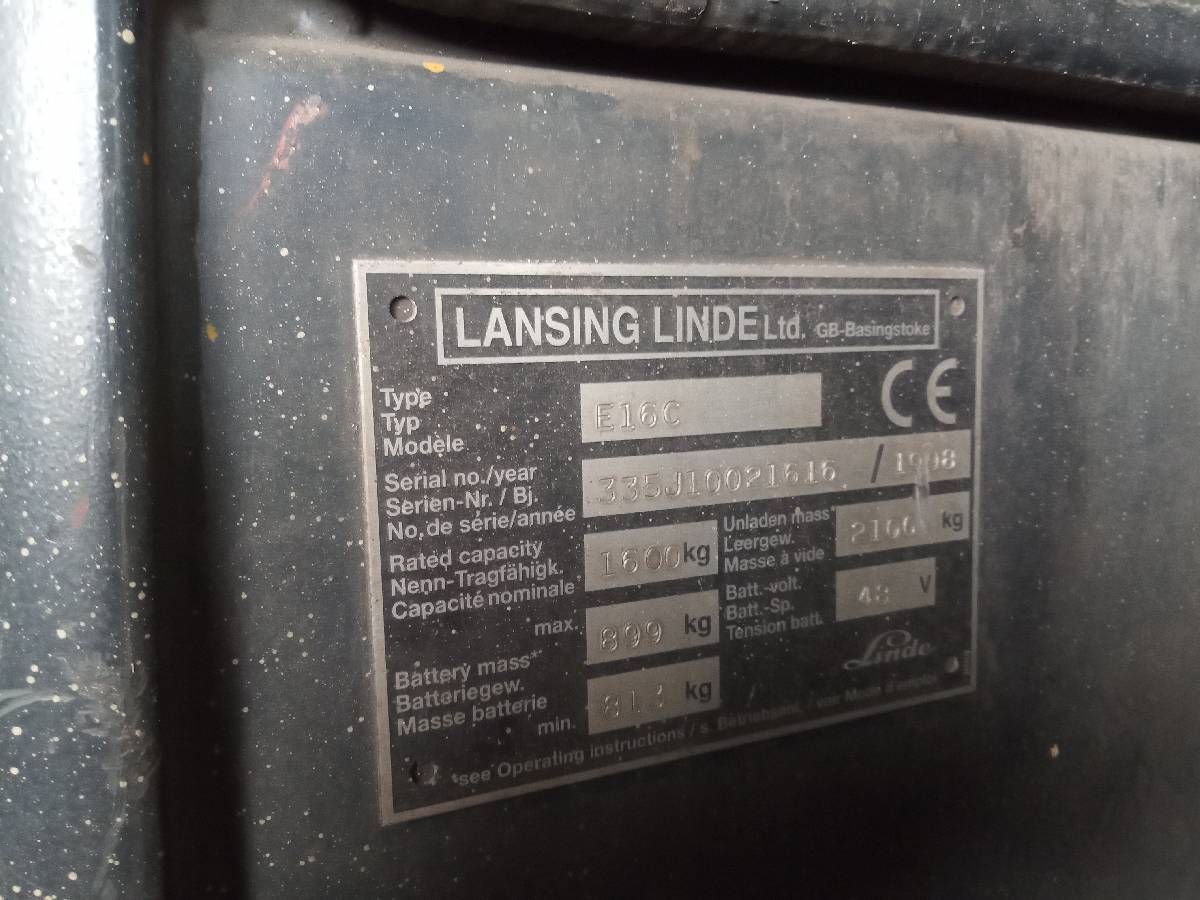 LANSING LINDE Ltd. GB-Basingstoke
CE
Type
Typ
Modèle
E16C
Serial no./year
Serien-Nr. / Bj.
No. de série/année
335J10021616 /
Rated capacity
Nenn-Tragfähigk.
Capacité nominale
1600 kg
Unladen mass*
Leergew.
Masse à vide
kg
Battery mass*
Batteriegew.
Masse batterie
max. 899 kg
min. kg
Batt.-volt.
Batt.-Sp.
Tension batt.
48 V
Linde
*see Operating instructions / s. Betriebsanl. / voir Mode d'emploi